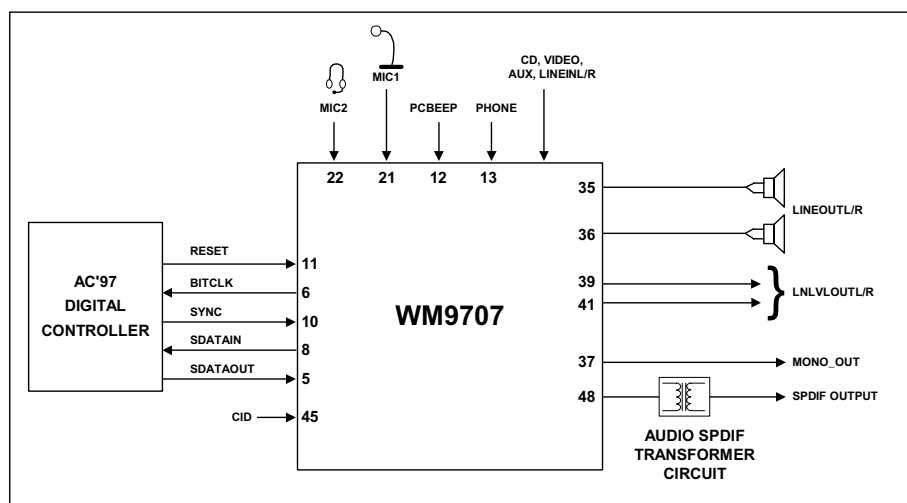 CD, VIDEO,
AUX, LINEINL/R
MIC1
MIC2
PCBEEP
PHONE
22
21
12
13
35
LINEOUTL/R
36
RESET
11
AC'97
DIGITAL
CONTROLLER
BITCLK
6
SYNC
10
SDATAIN
8
SDATAOUT
5
CID
45
WM9707
39
LNLVLOUTL/R
41
37
MONO_OUT
48
SPDIF OUTPUT
AUDIO SPDIF
TRANSFORMER
CIRCUIT